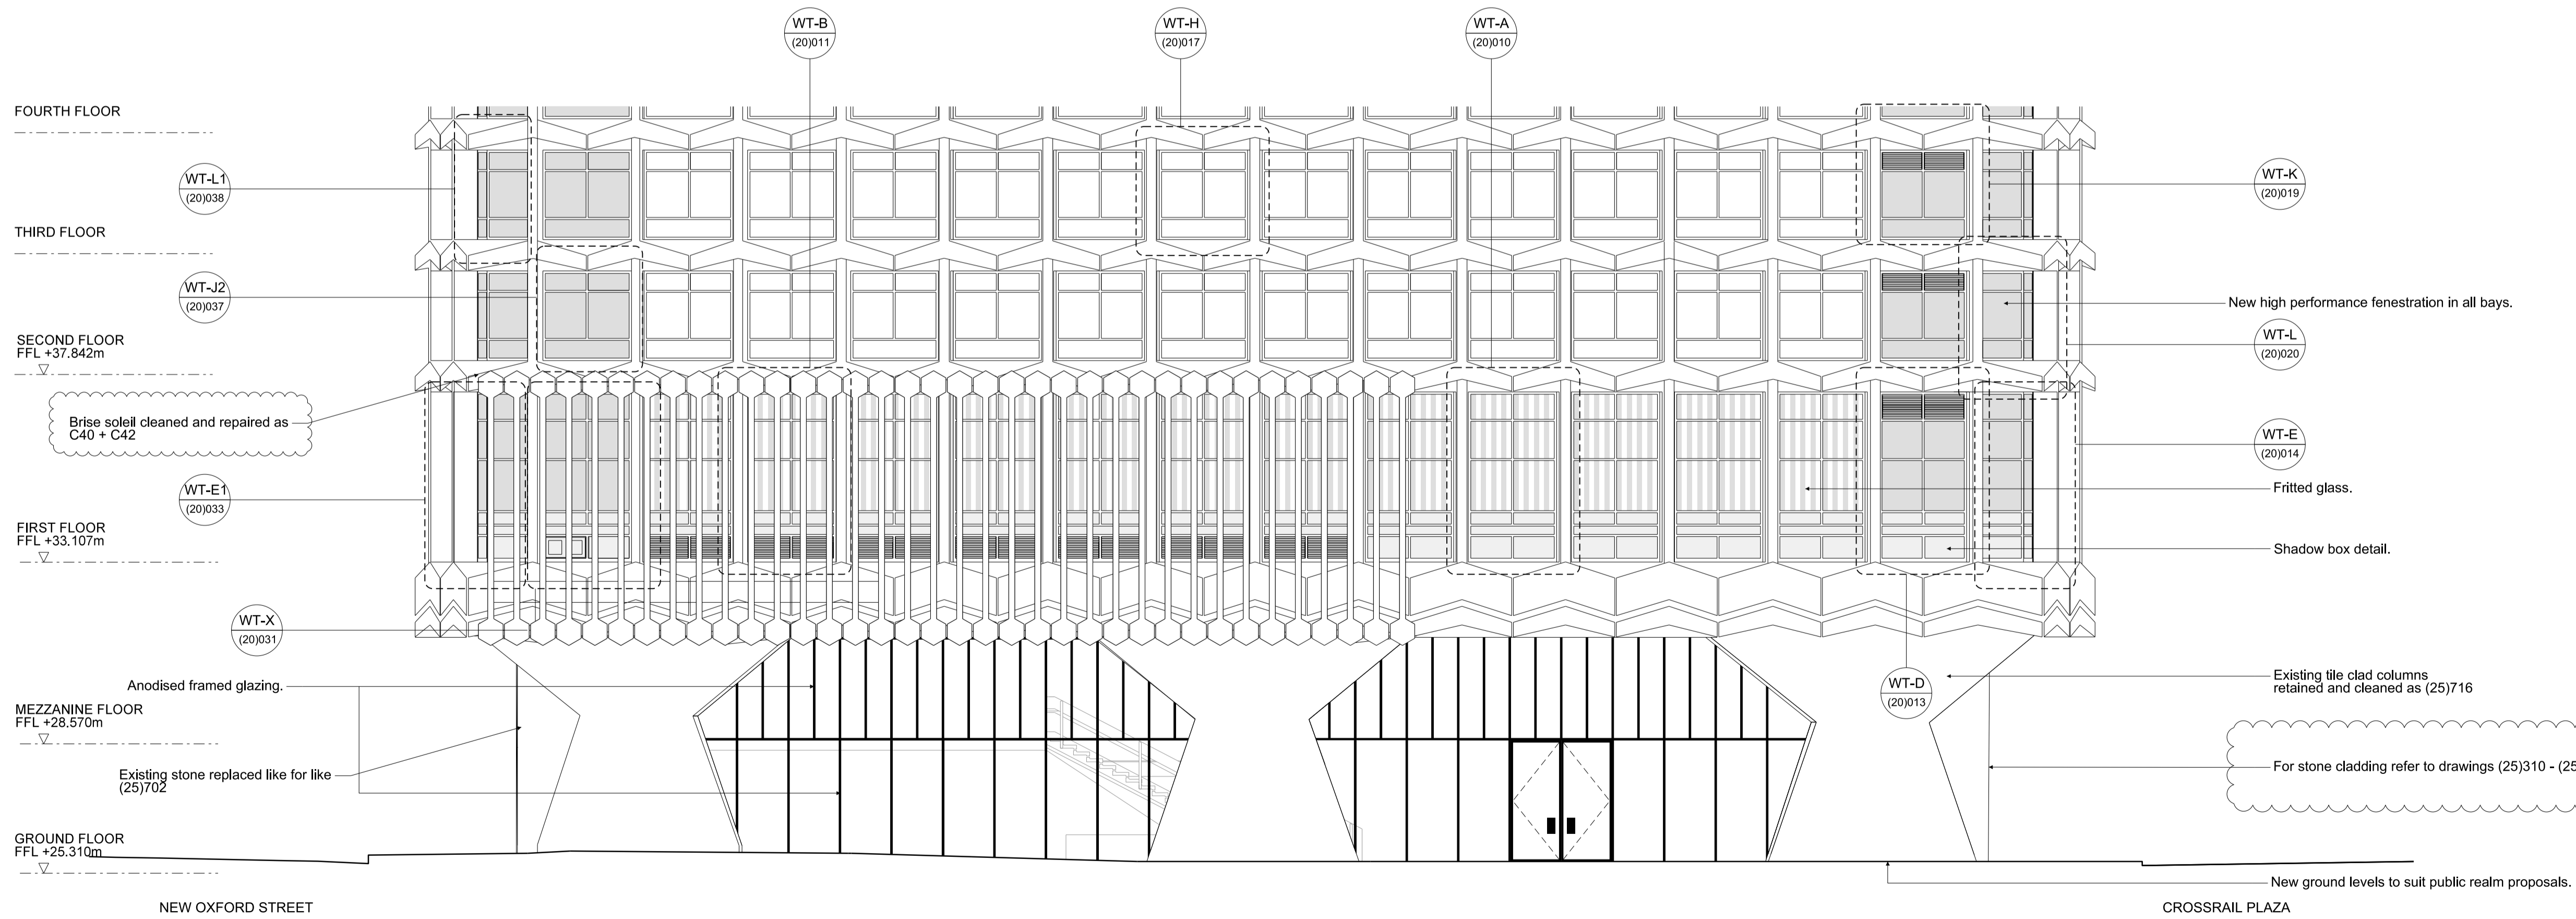 WT-B
(20)011
WT-H
(20)017
WT-A
(20)010
FOURTH FLOOR
WT-L1
(20)038
WT-K
(20)019
THIRD FLOOR
WT-J2
(20)037
New high performance fenestration in all bays.
SECOND FLOOR
FFL +37.842m
WT-L
(20)020
Brise soleil cleaned and repaired as
C40 + C42
WT-E
(20)014
WT-E1
(20)033
Fritted glass.
FIRST FLOOR
FFL +33.107m
Shadow box detail.
WT-X
(20)031
Anodised framed glazing.
WT-D
(20)013
Existing tile clad columns
retained and cleaned as (25)716
MEZZANINE FLOOR
FFL +28.570m
Existing stone replaced like for like
(25)702
For stone cladding refer to drawings (25)310 - (25
GROUND FLOOR
FFL +25.310m
New ground levels to suit public realm proposals.
NEW OXFORD STREET
CROSSRAIL PLAZA